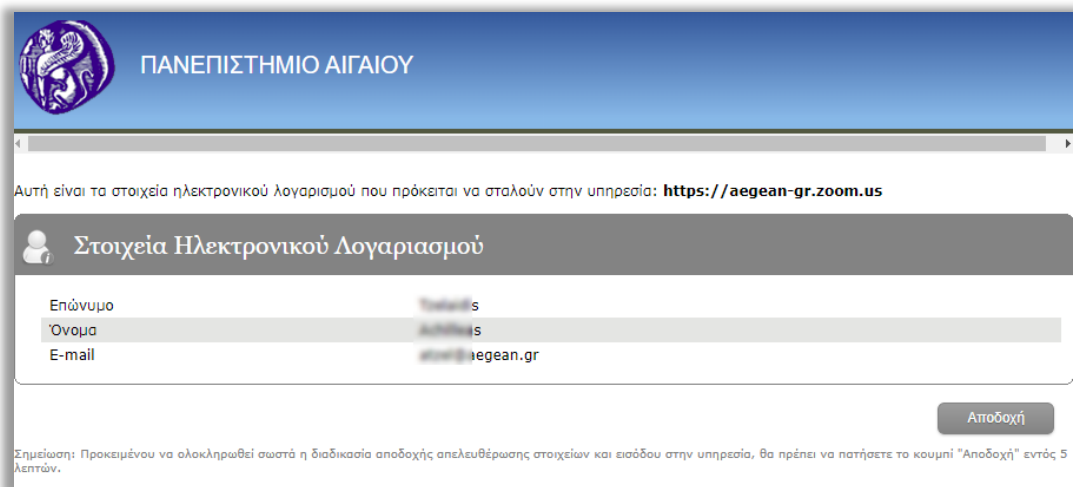 ΠΑΝΕΠΙΣΤΗΜΙΟ ΑΙΓΑΙΟΥ
Αυτή είναι τα στοιχεία ηλεκτρονικού λογαρισμού που πρόκειται να σταλούν στην υπηρεσία: https://aegean-gr.zoom.us
Στοιχεία Ηλεκτρονικού Λογαριασμού
Επώνυμο
Όνομα
E-mail aegean.gr
Αποδοχή
Σημείωση: Προκειμένου να ολοκληρωθεί σωστά η διαδικασία αποδοχής απελευθέρωσης στοιχείων και εισόδου στην υπηρεσία, θα πρέπει να πατήσετε το κουμπί "Αποδοχή" εντός 5
λεπτών.